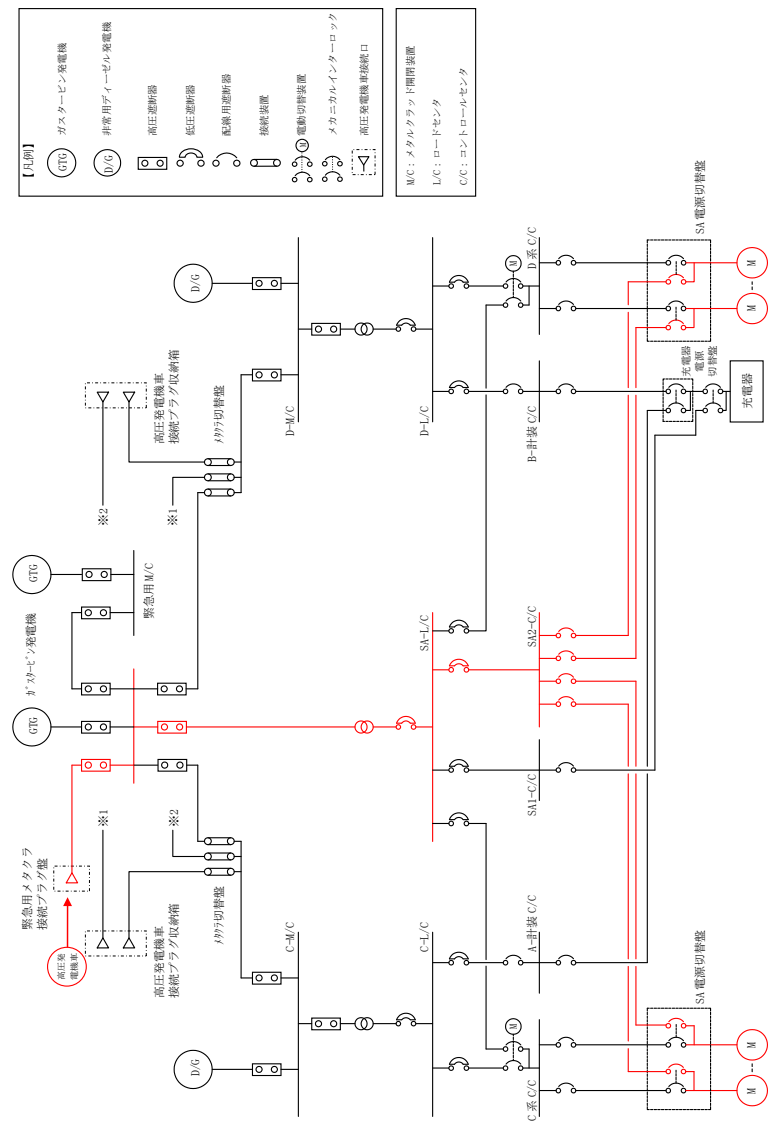 【凡例】
GTG
ガスタービン発電機
D/G
非常用ディーゼル発電機
高圧遮断器
低圧遮断器
配線用遮断器
接続装置
M
電動切替装置
メカニカルインターロック
高圧発電機車接続口
M/C：メタルクラッド開閉装置
L/C：ロードセンタ
C/C：コントロールセンタ
高圧発
電機車
緊急用メタクラ
接続プラグ盤
GTG
ガスタービン発電機
GTG
緊急用M/C
高圧発電機車
接続プラグ収納箱
※1
※2
メタクラ切替盤
高圧発電機車
接続プラグ収納箱
※2
※1
メタクラ切替盤
D/G
C-M/C
D/G
D-M/C
C-L/C
SA-L/C
D-L/C
M
C系C/C
A-計装C/C
SA1-C/C
SA2-C/C
B-計装C/C
M
D系C/C
SA電源切替盤
M
M
充電器
電源
切替盤
充電器
SA電源切替盤
M
M